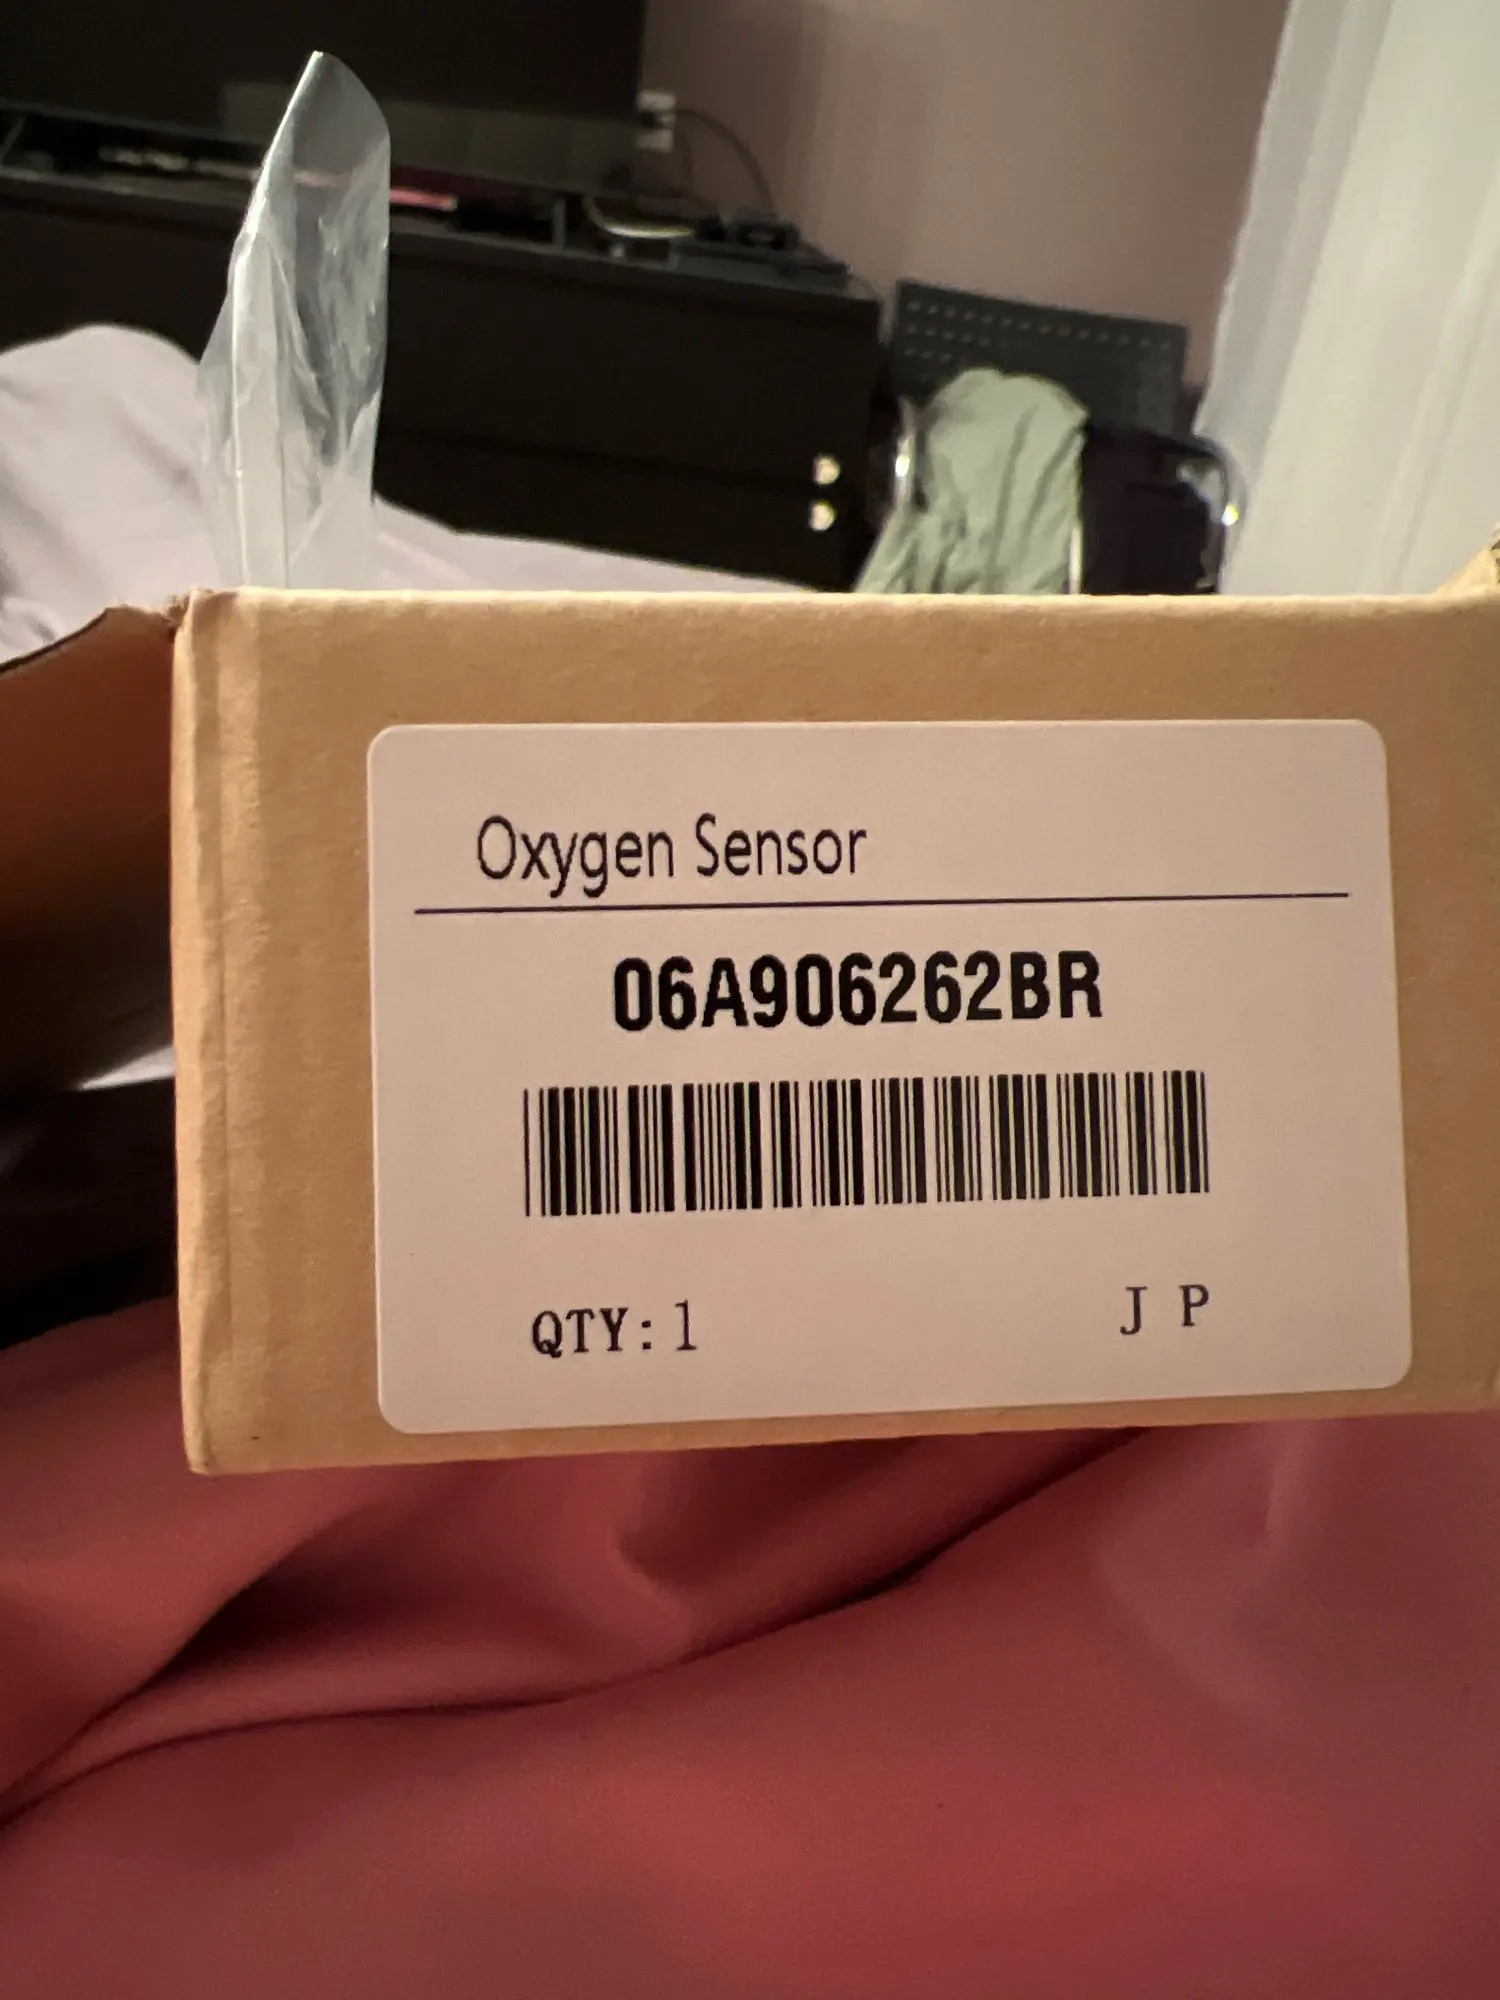 Oxygen Sensor
06A906262BR
QTY: 1
J P